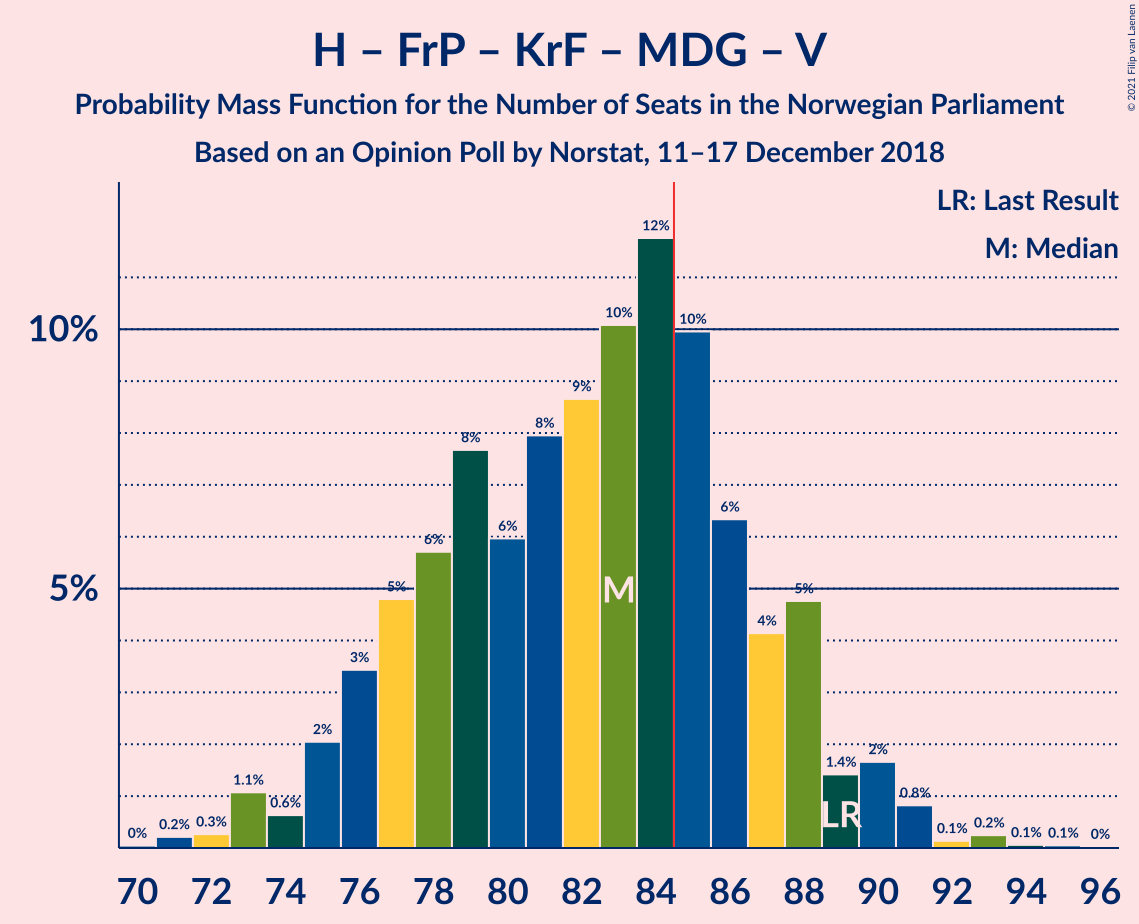 H – FrP – KrF – MDG – V
Probability Mass Function for the Number of Seats in the Norwegian Parliament
Based on an Opinion Poll by Norstat, 11–17 December 2018
© 2021 Filip van Laenen
LR: Last Result
M: Median
10%
5%
0% 0.2% 0.3% 1.1% 0.6% 2% 3% 5% 6% 8% 6% 8% 9% 10% 12% 10% 6% 4% 5% 1.4% 2% 0.8% 0.1% 0.2% 0.1% 0.1% 0%
M
LR
70 72 74 76 78 80 82 84 86 88 90 92 94 96